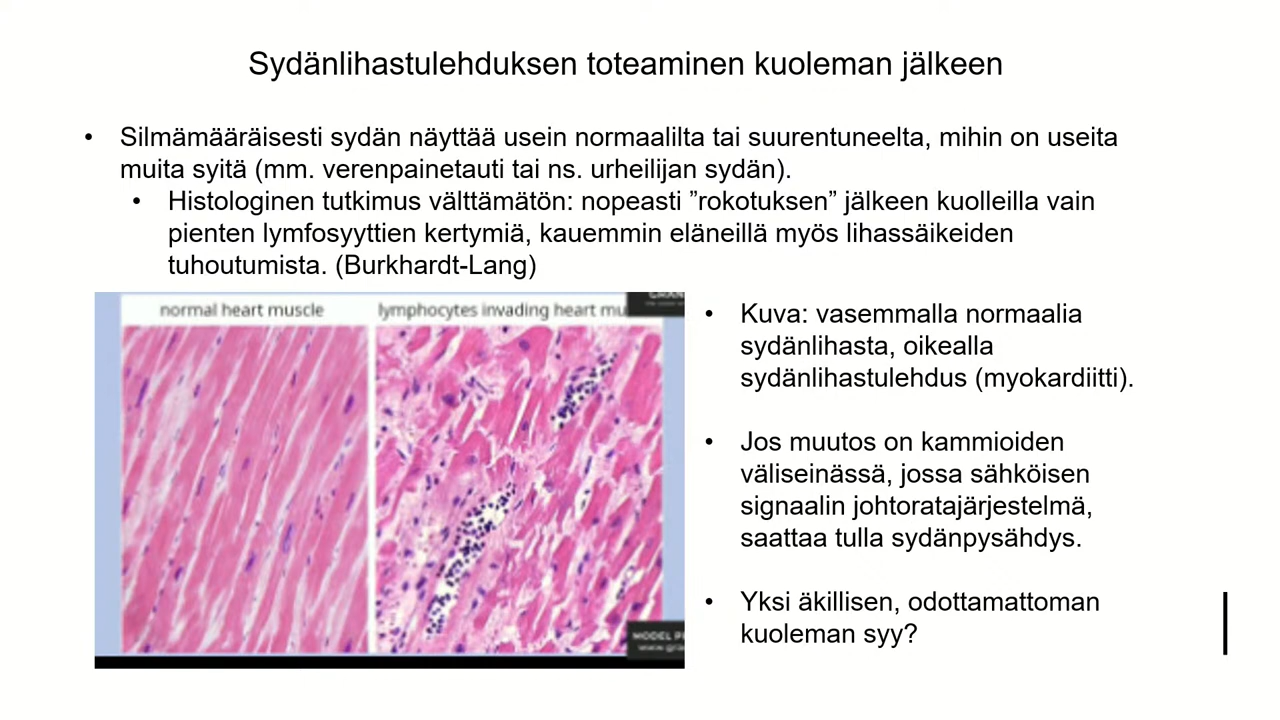 Sydänlihastulehduksen toteaminen kuoleman jälkeen
• Silmämääräisesti sydän näyttää usein normaalilta tai suurentuneelta, mihin on useita
muita syitä (mm. verenpainetauti tai ns. urheilijan sydän).
• Histologinen tutkimus välttämätön: nopeasti ”rokotuksen” jälkeen kuolleilla vain
pienten lymfosyyttien kertymiä, kauemmin eläneillä myös lihassäikeiden
tuhoutumista. (Burkhardt-Lang)
normal heart muscle
lymphocytes invading heart mu
MODEL
• Kuva: vasemmalla normaalia
sydänlihasta, oikealla
sydänlihastulehdus (myokardiitti).
• Jos muutos on kammioiden
väliseinässä, jossa sähköisen
signaalin johtoratajärjestelmä,
saattaa tulla sydänpysähdys.
• Yksi äkillisen, odottamattoman
kuoleman syy?